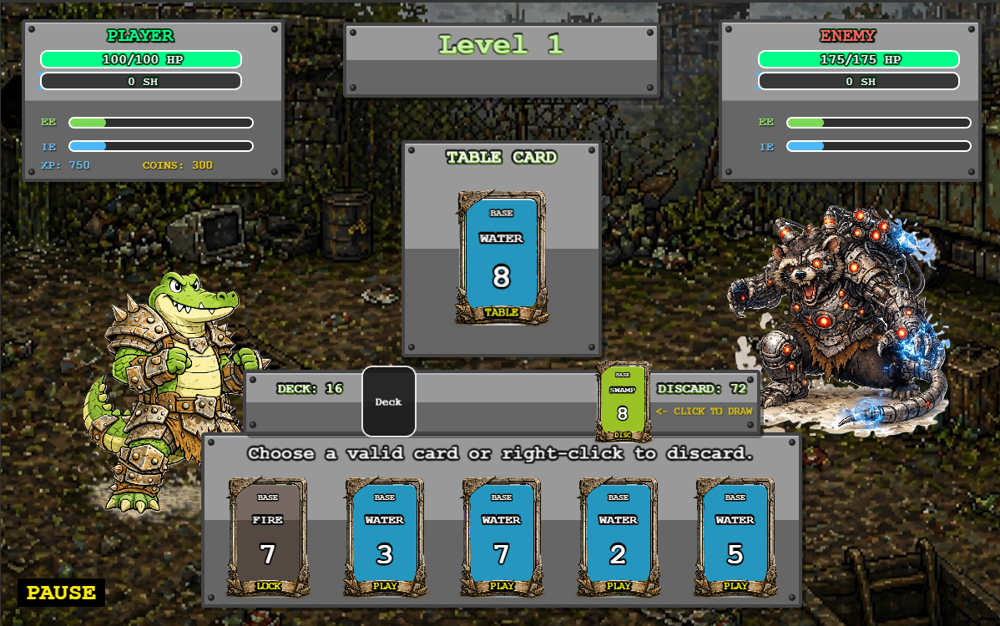 PLAYER
100/100 HP
0 SH
EE
IE
XP: 750 COINS: 300
Level 1
ENEMY
175/175 HP
0 SH
EE
IE
TABLE CARD
BASE
WATER
8
TABLE
DECK: 16
Deck
BASE
SWAMP
8
DISC
DISCARD: 72
<- CLICK TO DRAW
Choose a valid card or right-click to discard.
BASE
FIRE
7
LOCK
BASE
WATER
3
PLAY
BASE
WATER
7
PLAY
BASE
WATER
2
PLAY
BASE
WATER
5
PLAY
PAUSE